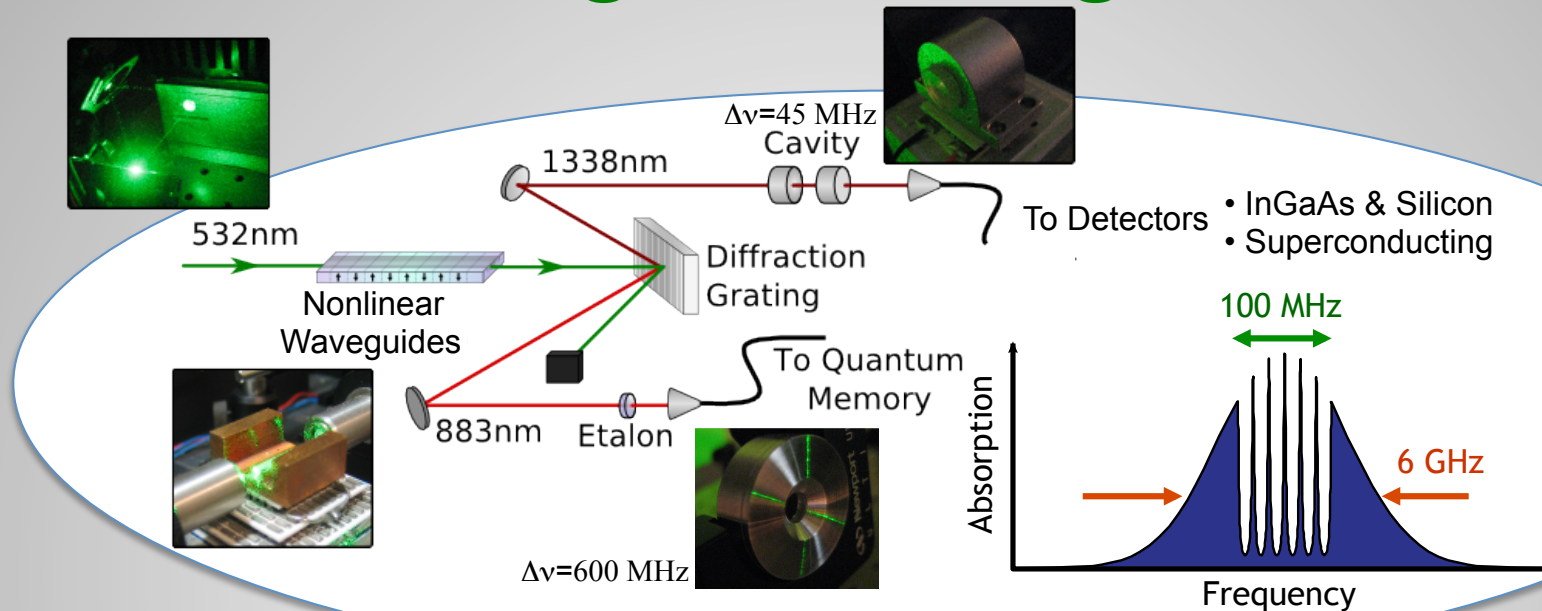 Δν=45 MHz
Cavity
1338nm
To Detectors
• InGaAs & Silicon
• Superconducting
532nm
Diffraction
Grating
Nonlinear
Waveguides
100 MHz
To Quantum
Memory
883nm
Etalon
Absorption
6 GHz
Newport
Δν=600 MHz
Frequency